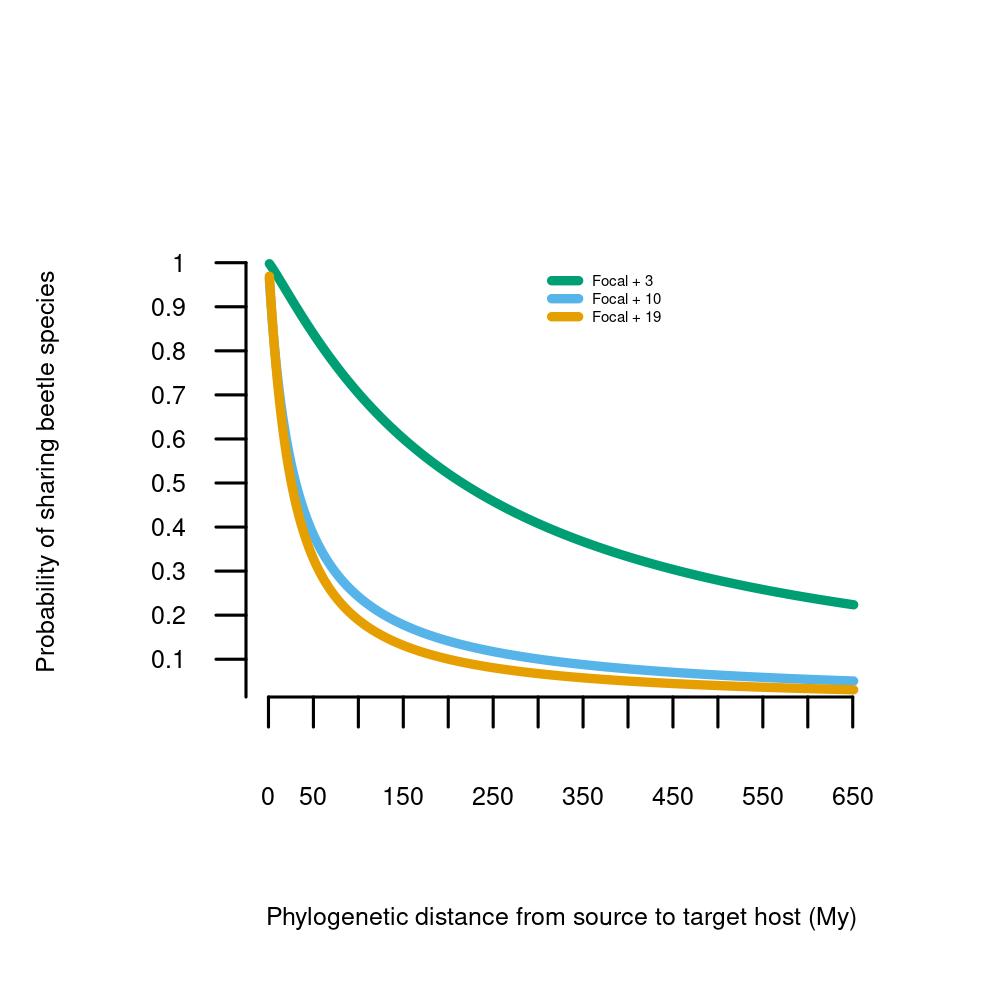 Probability of sharing beetle species
1
0.9
0.8
0.7
0.6
0.5
0.4
0.3
0.2
0.1
Focal + 3
Focal + 10
Focal + 19
0 50 150 250 350 450 550 650
Phylogenetic distance from source to target host (My)